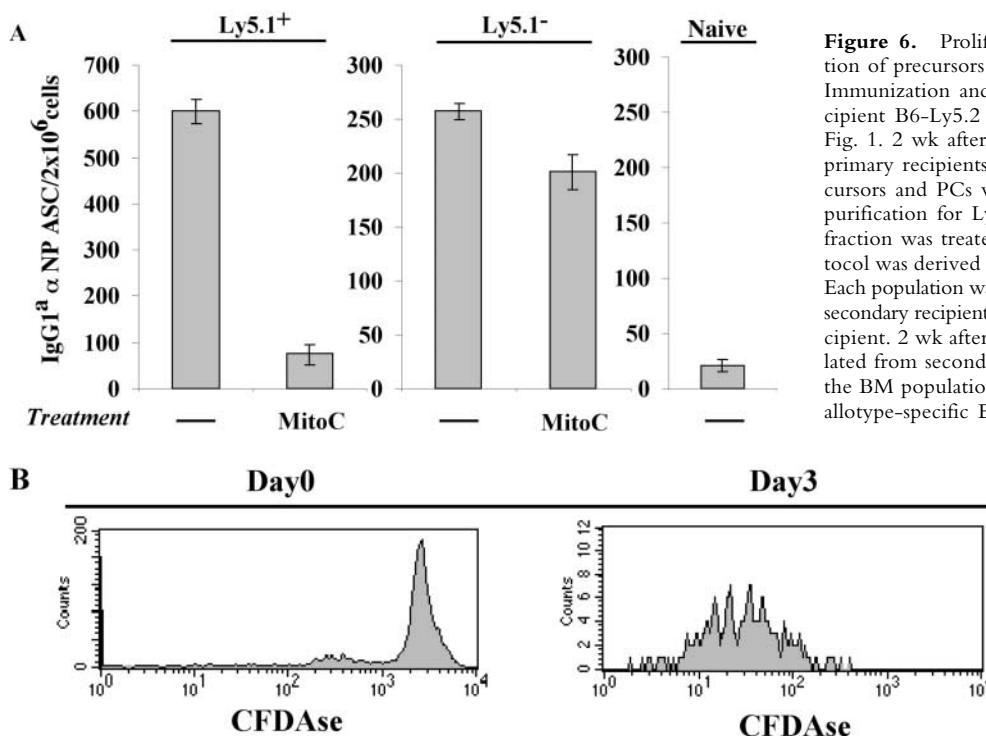 A
Ly5.1+
Ly5.1-
Naive
IgG1a α NP ASC/2x10^6cells
700
600
500
400
300
200
100
0
300
250
200
150
100
50
0
300
250
200
150
100
50
0
Treatment
—
MitoC
—
MitoC
—
Figure 6. Prolif
tion of precursors
Immunization and
cipient B6-Ly5.2
Fig. 1. 2 wk after
primary recipients
cursors and PCs v
purification for Ly
fraction was treate
tocol was derived
Each population wa
secondary recipient
cipient. 2 wk after
lated from second
the BM population
allotype-specific E
B
Day0
Day3
200
0
Counts
10^0
10^1
10^2
10^3
10^4
CFDAse
12
10
8
6
4
2
0
Counts
10^0
10^1
10^2
10^3
10
CFDAse